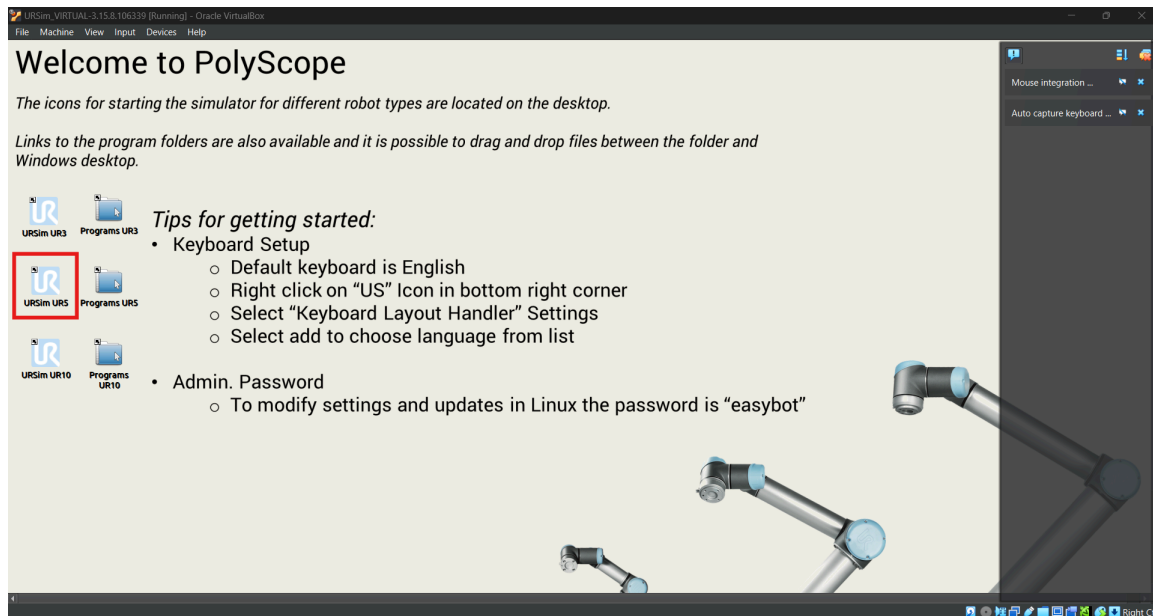 URSim_VIRTUAL-3.15.8.106339 [Running] - Oracle VirtualBox
File Machine View Input Devices Help
Welcome to PolyScope
The icons for starting the simulator for different robot types are located on the desktop.
Links to the program folders are also available and it is possible to drag and drop files between the folder and
Windows desktop.
UR
URSim UR3
Programs UR3
UR
URSim UR5
Programs UR5
UR
URSim UR10
Programs
UR10
Tips for getting started:
• Keyboard Setup
○ Default keyboard is English
○ Right click on “US” Icon in bottom right corner
○ Select “Keyboard Layout Handler” Settings
○ Select add to choose language from list
• Admin. Password
○ To modify settings and updates in Linux the password is “easybot”
Mouse integration ...
Auto capture keyboard ...
Right